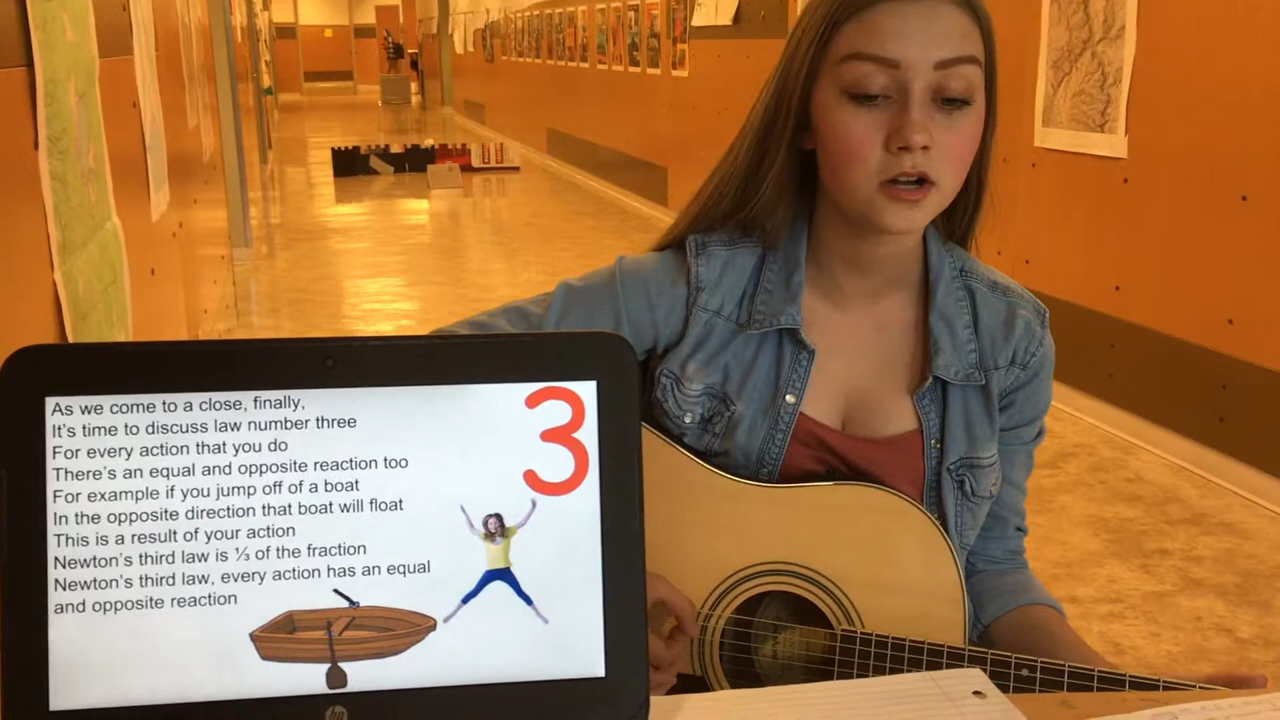 As we come to a close, finally,
It's time to discuss law number three
For every action that you do
There's an equal and opposite reaction too
For example if you jump off of a boat
In the opposite direction that boat will float
This is a result of your action
Newton's third law is ⅓ of the fraction
Newton's third law, every action has an equal
and opposite reaction
3
hp